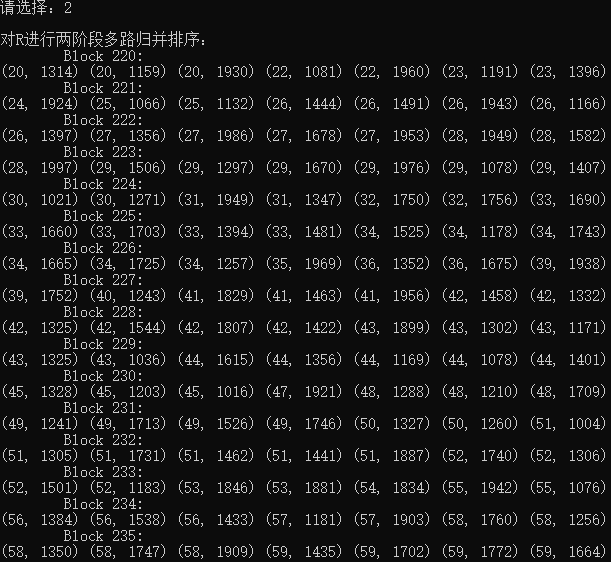 请选择: 2
对R进行两阶段多路归并排序:
Block 220:
(20, 1314) (20, 1159) (20, 1930) (22, 1081) (22, 1960) (23, 1191) (23, 1396)
Block 221:
(24, 1924) (25, 1066) (25, 1132) (26, 1444) (26, 1491) (26, 1943) (26, 1166)
Block 222:
(26, 1397) (27, 1356) (27, 1986) (27, 1678) (27, 1953) (28, 1949) (28, 1582)
Block 223:
(28, 1997) (29, 1506) (29, 1297) (29, 1670) (29, 1976) (29, 1078) (29, 1407)
Block 224:
(30, 1021) (30, 1271) (31, 1949) (31, 1347) (32, 1750) (32, 1756) (33, 1690)
Block 225:
(33, 1660) (33, 1703) (33, 1394) (33, 1481) (34, 1525) (34, 1178) (34, 1743)
Block 226:
(34, 1665) (34, 1725) (34, 1257) (35, 1969) (36, 1352) (36, 1675) (39, 1938)
Block 227:
(39, 1752) (40, 1243) (41, 1829) (41, 1463) (41, 1956) (42, 1458) (42, 1332)
Block 228:
(42, 1325) (42, 1544) (42, 1807) (42, 1422) (43, 1899) (43, 1302) (43, 1171)
Block 229:
(43, 1325) (43, 1036) (44, 1615) (44, 1356) (44, 1169) (44, 1078) (44, 1401)
Block 230:
(45, 1328) (45, 1203) (45, 1016) (47, 1921) (48, 1288) (48, 1210) (48, 1709)
Block 231:
(49, 1241) (49, 1713) (49, 1526) (49, 1746) (50, 1327) (50, 1260) (51, 1004)
Block 232:
(51, 1305) (51, 1731) (51, 1462) (51, 1441) (51, 1887) (52, 1740) (52, 1306)
Block 233:
(52, 1501) (52, 1183) (53, 1846) (53, 1881) (54, 1834) (55, 1942) (55, 1076)
Block 234:
(56, 1384) (56, 1538) (56, 1433) (57, 1181) (57, 1903) (58, 1760) (58, 1256)
Block 235:
(58, 1350) (58, 1747) (58, 1909) (59, 1435) (59, 1702) (59, 1772) (59, 1664)